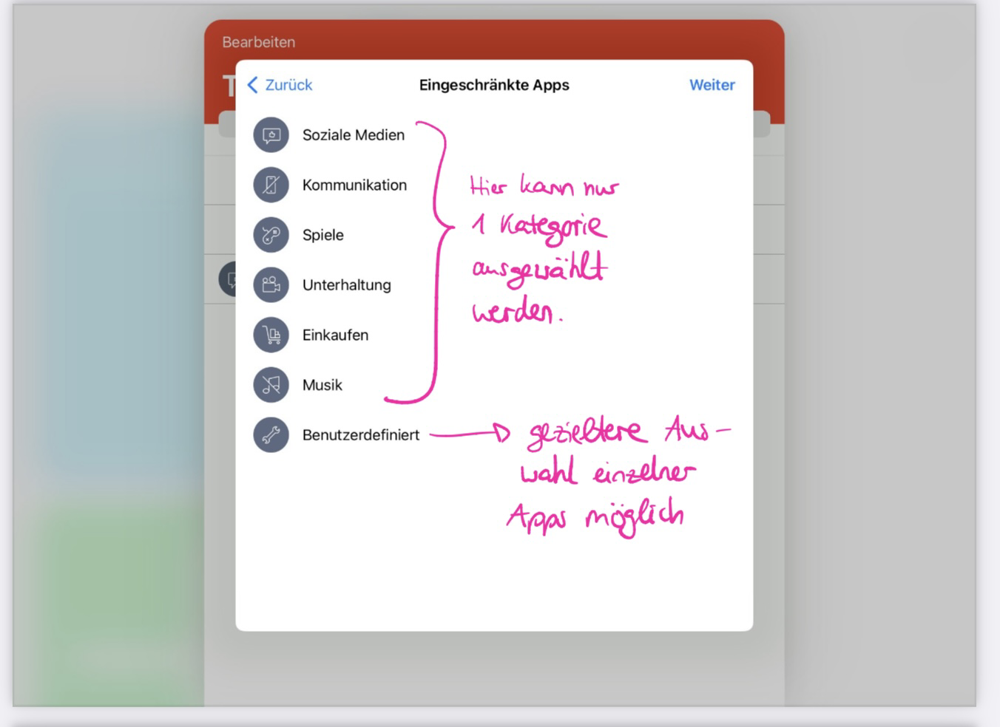 Bearbeiten
T
Zurück
Eingeschränkte Apps
Weiter
Soziale Medien
Kommunikation
Spiele
Unterhaltung
Einkaufen
Musik
Benutzerdefiniert
Hier kann nur
1 Kategorie
ausgewählt
werden.
gezieltere Aus-
wahl einzelner
Apps möglich